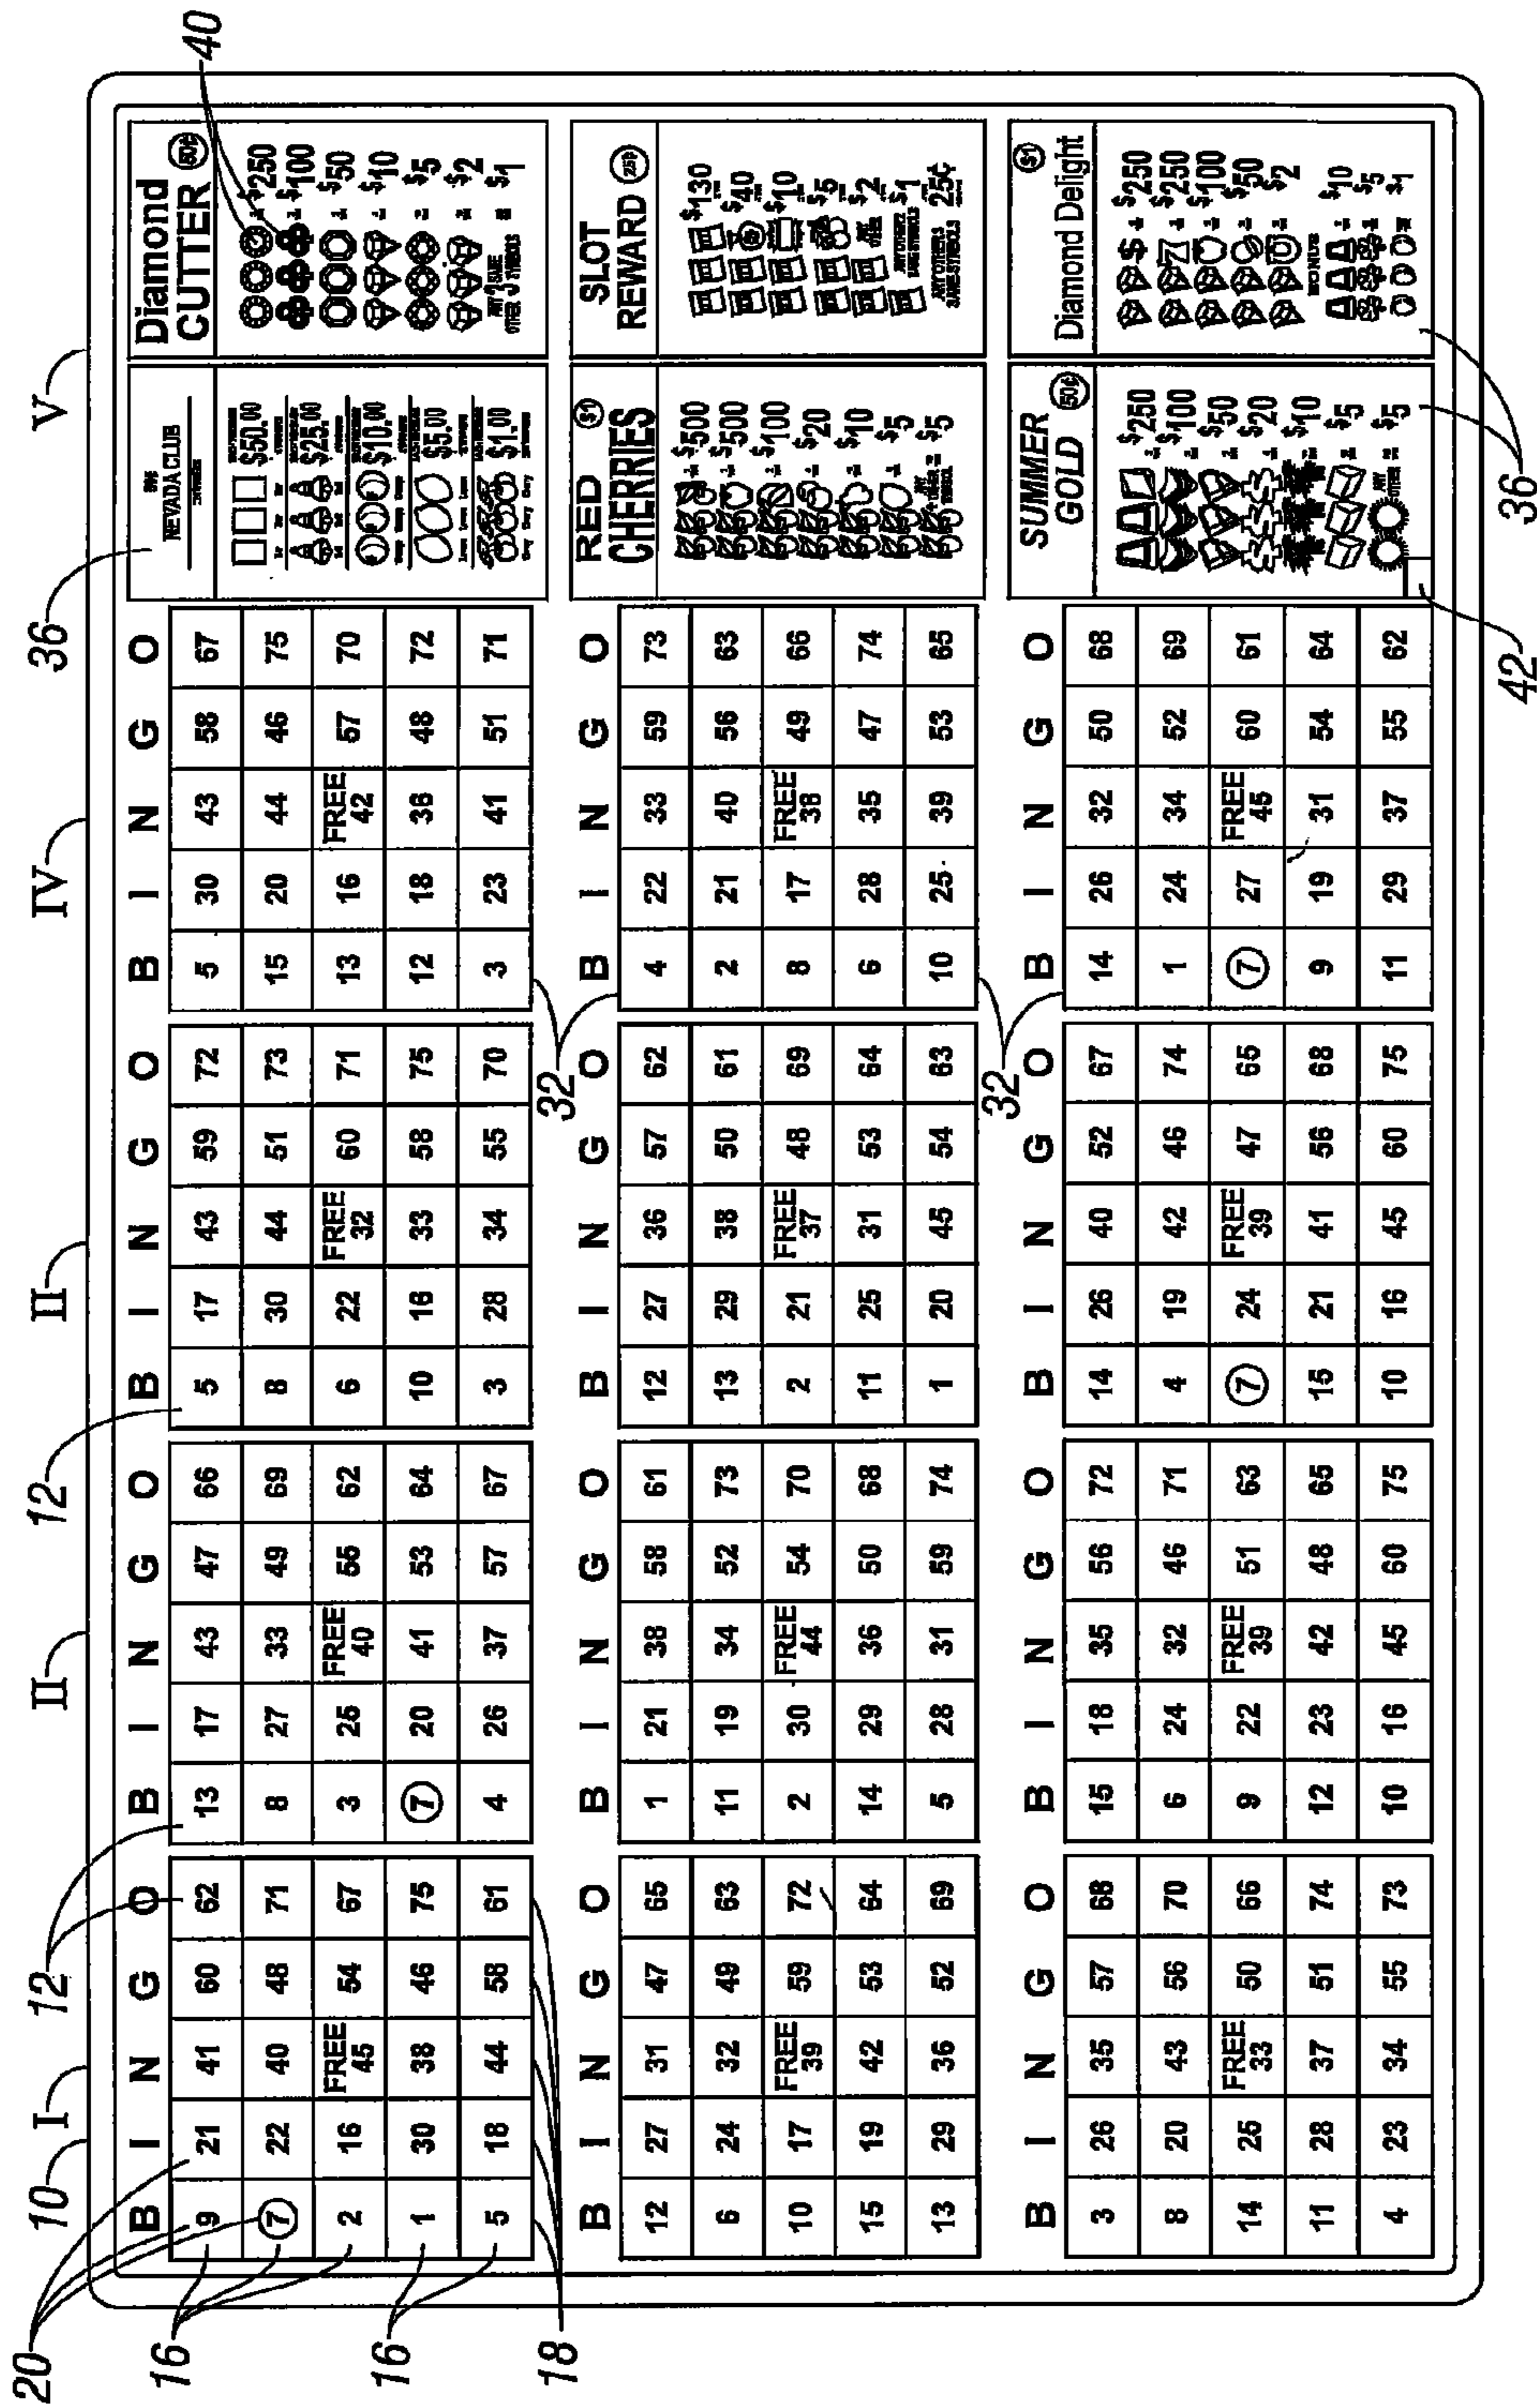 10 I 12 II II 12 IV 36 V 40
20
16
16
18
B I N G O
9 21 41 60 62
7 22 40 48 71
2 16 FREE 45 54 67
1 30 38 46 75
5 18 44 58 61
B I N G O
13 17 43 47 66
8 27 33 49 69
3 25 FREE 40 55 62
7 20 41 53 64
4 26 37 57 67
B I N G O
5 17 43 59 72
8 30 44 51 73
6 22 FREE 32 60 71
10 16 33 58 75
3 28 34 55 70
B I N G O
5 30 43 58 67
15 20 44 46 75
13 16 FREE 42 57 70
12 18 36 48 72
3 23 41 51 71
NEVADA CLUB
$50.00
$25.00
$10.00
$5.00
$1.00
Diamond
CUTTER 50¢
$250
$100
$50
$10
$5
$2
ANY 3 SAME
OTHER SYMBOLS $1
32
B I N G O
12 27 31 47 65
6 24 32 49 63
10 17 FREE 39 59 72
15 19 42 53 64
13 29 36 52 69
B I N G O
1 21 38 58 61
11 19 34 52 73
2 30 FREE 44 54 70
14 29 36 50 68
5 28 31 59 74
B I N G O
12 27 36 57 62
13 29 38 50 61
2 21 FREE 37 48 69
11 25 31 53 64
1 20 45 54 63
B I N G O
4 22 33 59 73
2 21 40 56 63
8 17 FREE 38 49 66
6 28 35 47 74
10 25 39 53 65
RED $1
CHERRIES
$500
$500
$100
$20
$10
$5
$5
SLOT
REWARD 25¢
$130
$40
$10
$5
$2
$1
25¢
32
B I N G O
3 26 35 57 68
8 20 43 56 70
14 25 FREE 33 50 66
11 28 37 51 74
4 23 34 55 73
B I N G O
15 18 35 56 72
6 24 32 46 71
9 22 FREE 39 51 63
12 23 42 48 65
10 16 45 60 75
B I N G O
14 26 40 52 67
4 19 42 46 74
7 24 FREE 39 47 65
15 21 41 56 68
10 16 45 60 75
B I N G O
14 26 32 50 68
1 24 34 52 69
7 27 FREE 45 60 61
9 19 31 54 64
11 29 37 55 62
SUMMER
GOLD 50¢
$250
$100
$50
$20
$10
$5
ANY OTHER $5
Diamond Delight $1
$250
$250
$100
$50
$2
BONUS
$10
$5
$1
42 36